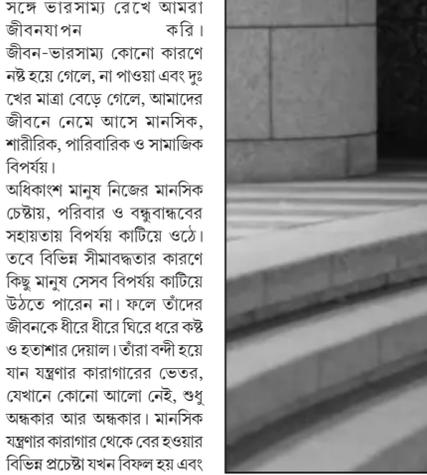 সঙ্গে ভারসাম্য রেখে আমরা
জীবনযাপন করি।
জীবন-ভারসাম্য কোনো কারণে
নষ্ট হয়ে গেলে, না পাওয়া এবং দুঃ
খের মাত্রা বেড়ে গেলে, আমাদের
জীবনে নেমে আসে মানসিক,
শারীরিক, পারিবারিক ও সামাজিক
বিপর্যয়।
অধিকাংশ মানুষ নিজের মানসিক
চেষ্টায়, পরিবার ও বন্ধুবান্ধবের
সহায়তায় বিপর্যয় কাটিয়ে ওঠে।
তবে বিভিন্ন সীমাবদ্ধতার কারণে
কিছু মানুষ সেসব বিপর্যয় কাটিয়ে
উঠতে পারেন না। ফলে তাঁদের
জীবনকে ধীরে ধীরে ঘিরে ধরে কষ্ট
ও হতাশার দেয়াল। তাঁরা বন্দী হয়ে
যান যন্ত্রণার কারাগারের ভেতর,
যেখানে কোনো আলো নেই, শুধু
অন্ধকার আর অন্ধকার। মানসিক
যন্ত্রণার কারাগার থেকে বের হওয়ার
বিভিন্ন প্রচেষ্টা যখন বিফল হয় এবং